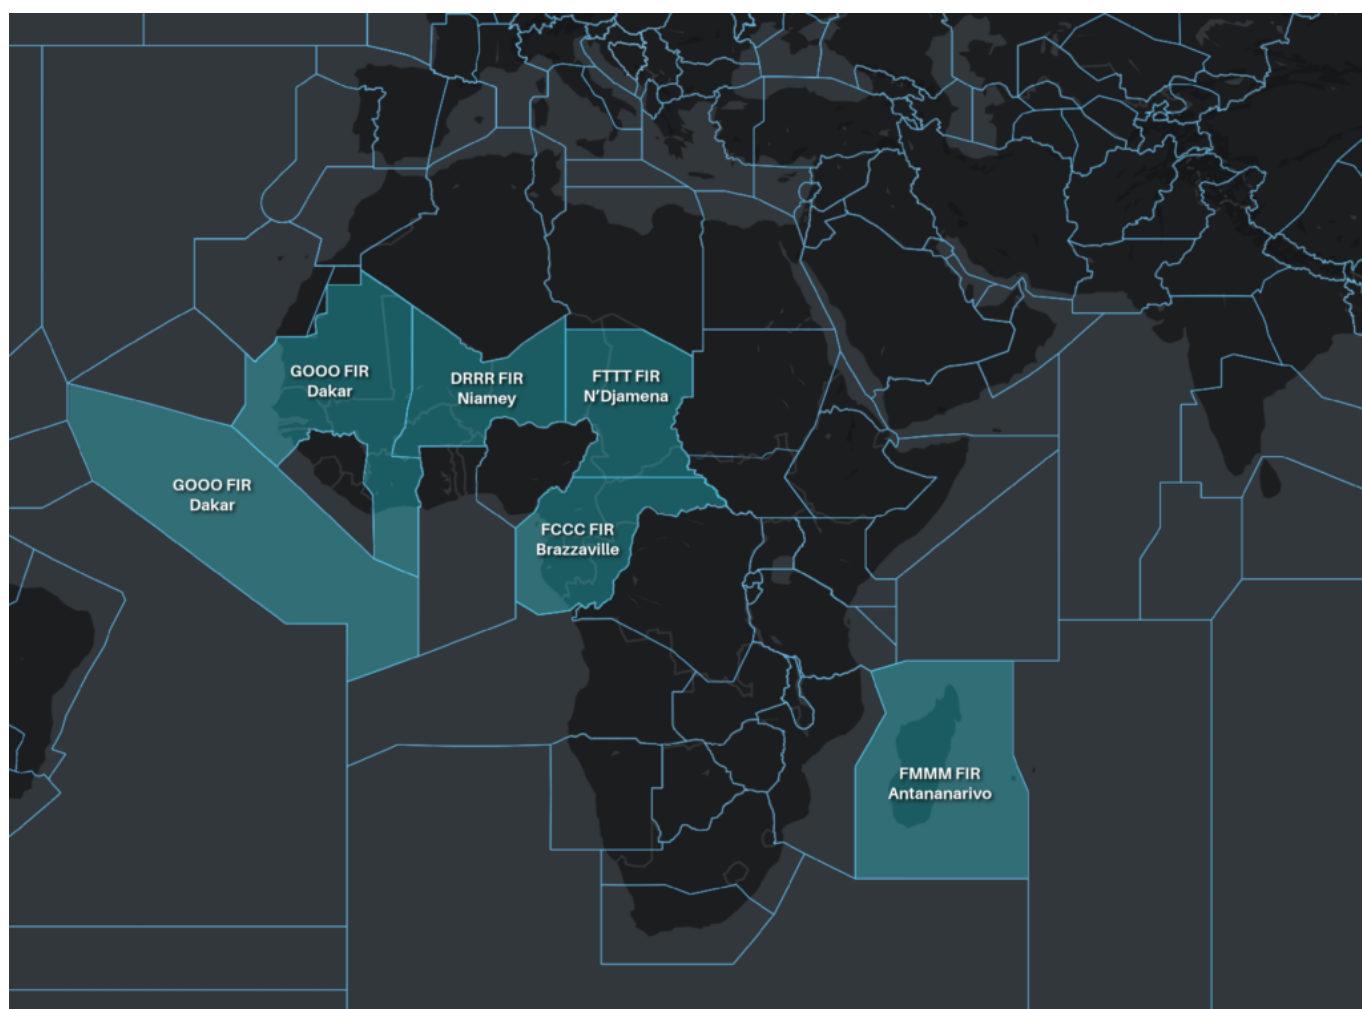 GOOO FIR
Dakar
DRRR FIR
Niamey
FTTT FIR
N'Djamena
GOOO FIR
Dakar
FCCC FIR
Brazzaville
FMMM FIR
Antananarivo